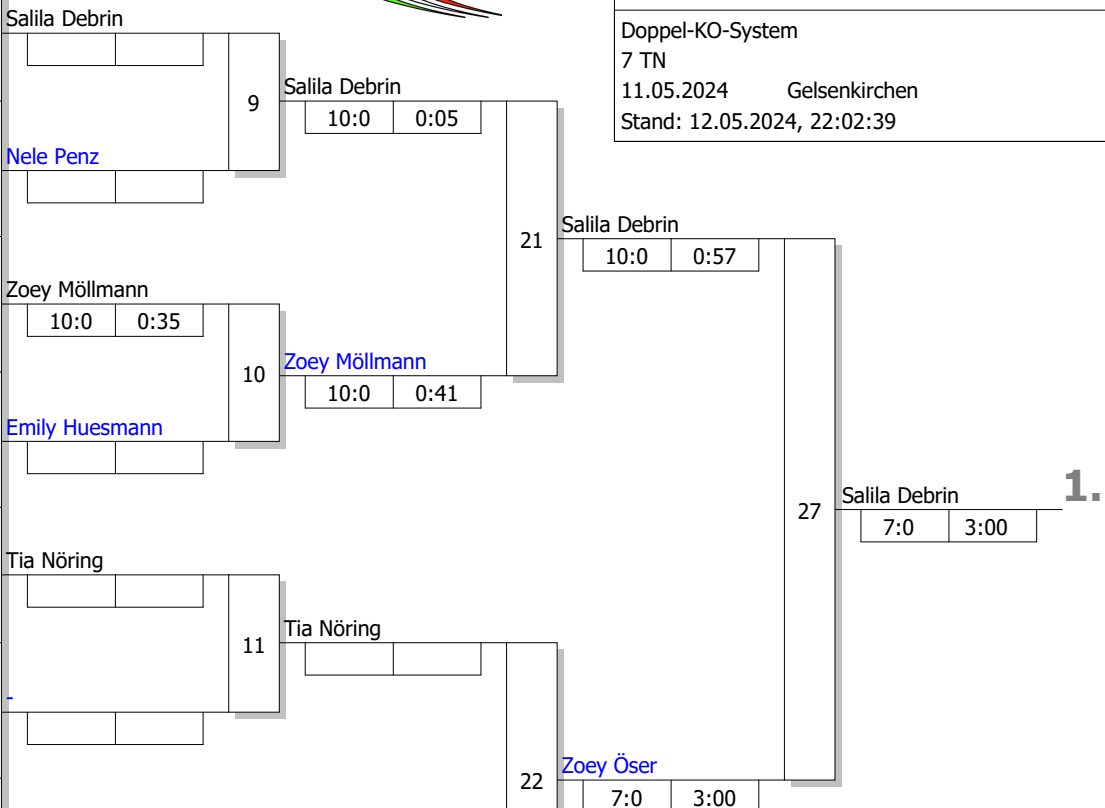 Salila Debrin
Doppel-KO-System
7 TN
11.05.2024 Gelsenkirchen
Stand: 12.05.2024, 22:02:39
9
Salila Debrin
10:0 0:05
Nele Penz
21
Salila Debrin
10:0 0:57
Zoey Möllmann
10:0 0:35
10
Zoey Möllmann
10:0 0:41
Emily Huesmann
27
Salila Debrin
1.
7:0 3:00
Tia Nöring
11
Tia Nöring
-
22
Zoey Öser
7:0 3:00